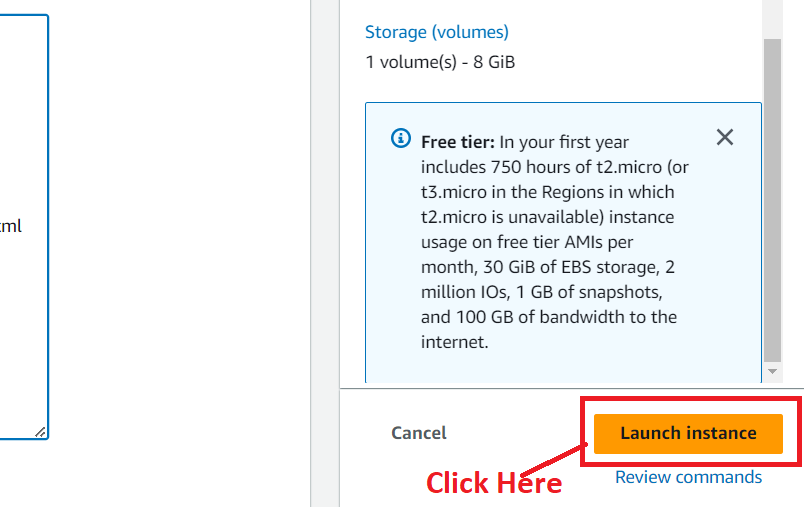 Storage (volumes)
1 volume(s) - 8 GiB
Free tier: In your first year
includes 750 hours of t2.micro (or
t3.micro in the Regions in which
t2.micro is unavailable) instance
usage on free tier AMIs per
month, 30 GiB of EBS storage, 2
million IOs, 1 GB of snapshots,
and 100 GB of bandwidth to the
internet.
Cancel
Launch instance
Click Here
Review commands